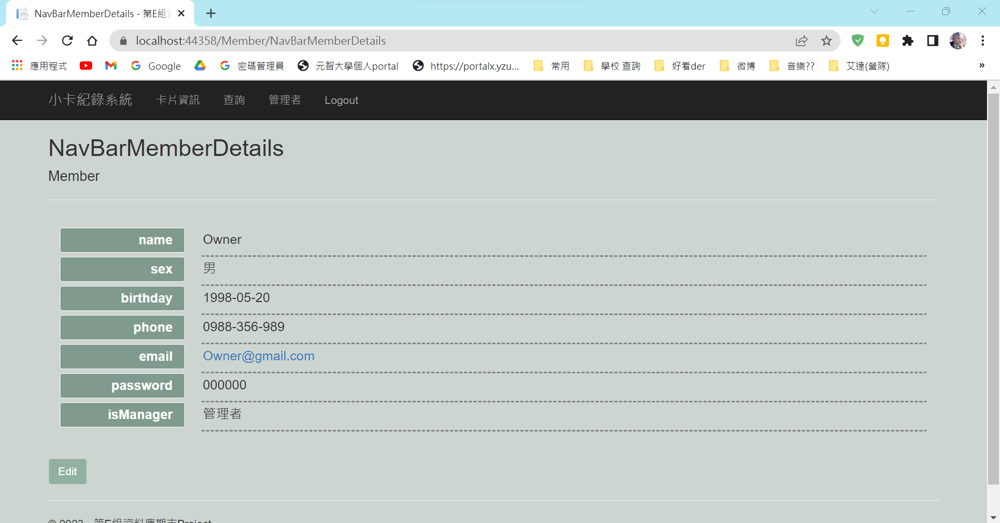 NavBarMemberDetails - 第E組
localhost:44358/Member/NavBarMemberDetails
應用程式 Google 密碼管理員 元智大學個人portal https://portalx.yzu... 常用 學校 查詢 好看der 微博 音樂?? 艾達(營隊) »
小卡紀錄系統 卡片資訊 查詢 管理者 Logout
NavBarMemberDetails
Member
name Owner
sex 男
birthday 1998-05-20
phone 0988-356-989
email Owner@gmail.com
password 000000
isManager 管理者
Edit
© 2023 - 第E組資料庫期末Project